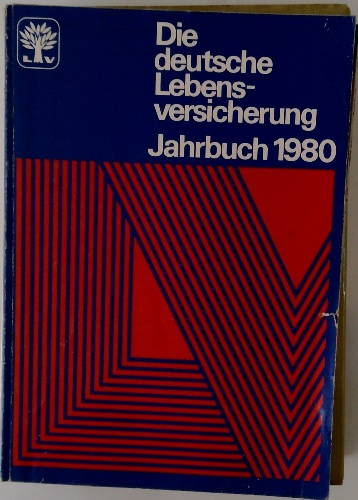 L V
Die
deutsche
Lebens-
versicherung
Jahrbuch 1980